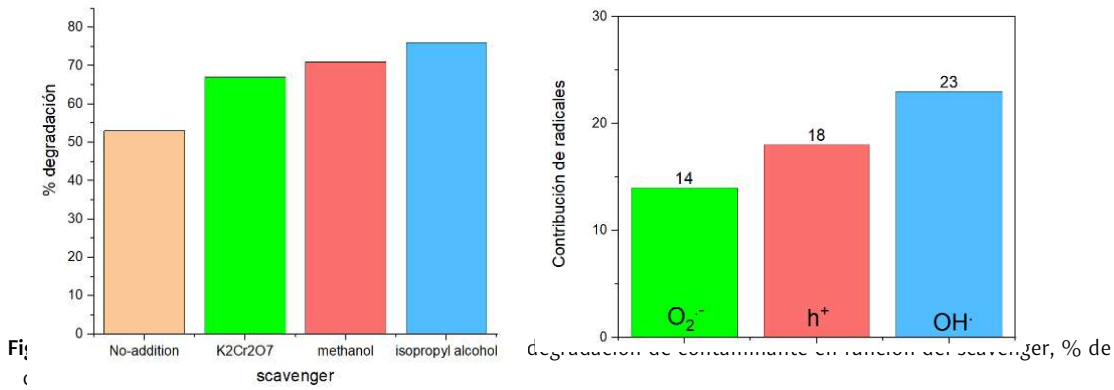 80
70
60
50
40
30
20
10
0
% degradación
No-addition
K2Cr2O7
methanol
isopropyl alcohol
scavenger
30
20
10
0
Contribución de radicales
14
18
23
O₂·⁻
h⁺
OH·
degradación de contaminante en función del scavenger, % de